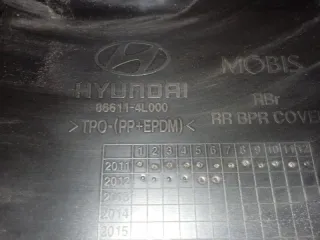 HYUNDAI MOBIS
86611-4L000 RBr
>TPO-(PP+EPDM)< RR BPR COVER
1 2 3 4 5 6 7 8 9 10 11 12
2011
2012
2013
2014
2015